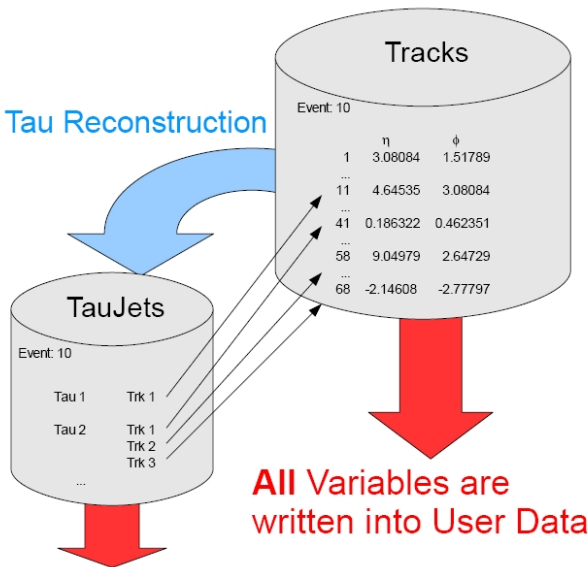 Tracks
Event: 10
η φ
1 3.08084 1.51789
...
11 4.64535 3.08084
...
41 0.186322 0.462351
...
58 9.04979 2.64729
...
68 -2.14608 -2.77797
Tau Reconstruction
TauJets
Event: 10
Tau 1 Trk 1
Tau 2 Trk 1
Trk 2
Trk 3
...
All Variables are
written into User Data